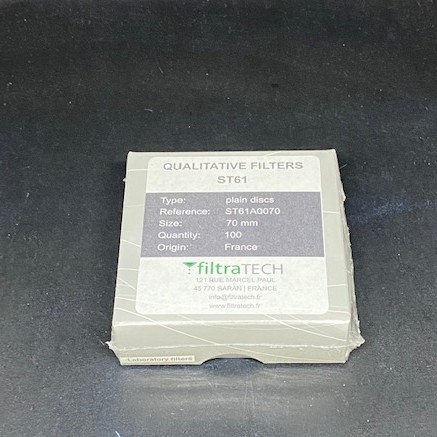 QUALITATIVE FILTERS
ST61
Type: plain discs
Reference: ST61A0070
Size: 70 mm
Quantity: 100
Origin: France
filtraTECH
121 RUE MARCEL PAUL
45 770 SARAN | FRANCE
info@filtratech.fr
www.filtratech.fr
Laboratory filters